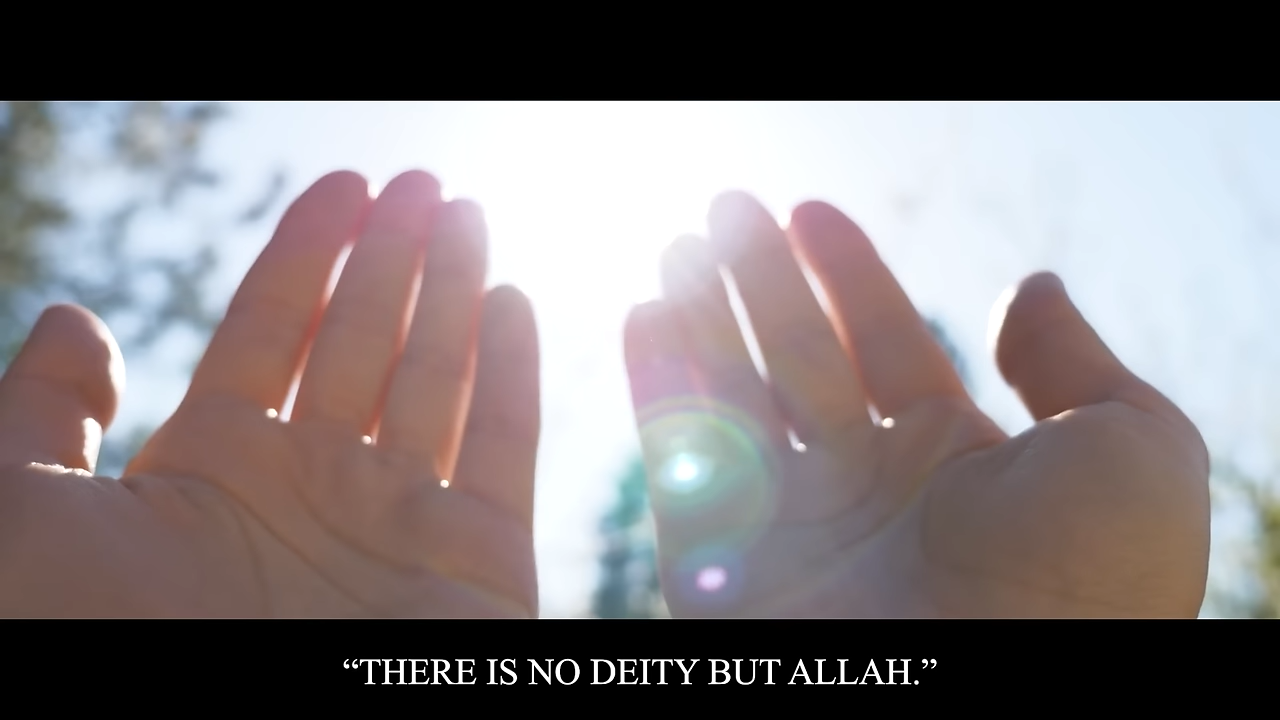 “THERE IS NO DEITY BUT ALLAH.”